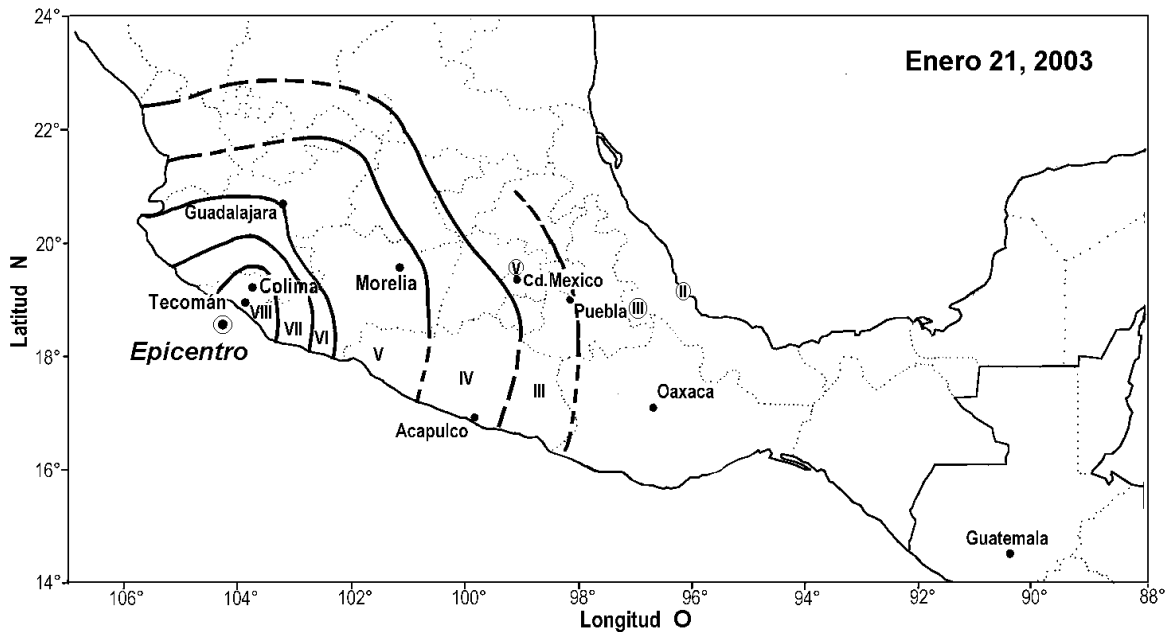 24°
Enero 21, 2003
22°
20°
Guadalajara
Morelia
V
Cd.Mexico
Colima
Tecomán
VIII
Puebla
III
II
Epicentro
VII
VI
18°
V
IV
III
Oaxaca
Acapulco
16°
Guatemala
14°
Latitud N
106°
104°
102°
100°
98°
96°
94°
92°
90°
88°
Longitud O